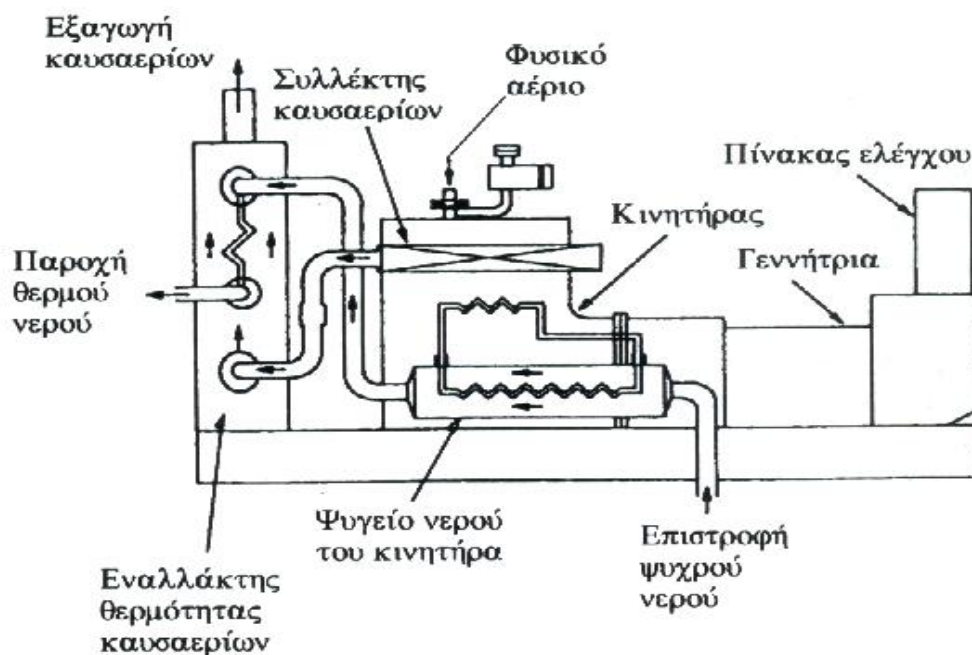 Εξαγωγή
καυσαερίων
Συλλέκτης
καυσαερίων
Φυσικό
αέριο
Πίνακας ελέγχου
Κινητήρας
Γεννήτρια
Παροχή
θερμού
νερού
Ψυγείο νερού
του κινητήρα
Επιστροφή
ψυχρού
νερού
Εναλλάκτης
θερμότητας
καυσαερίων